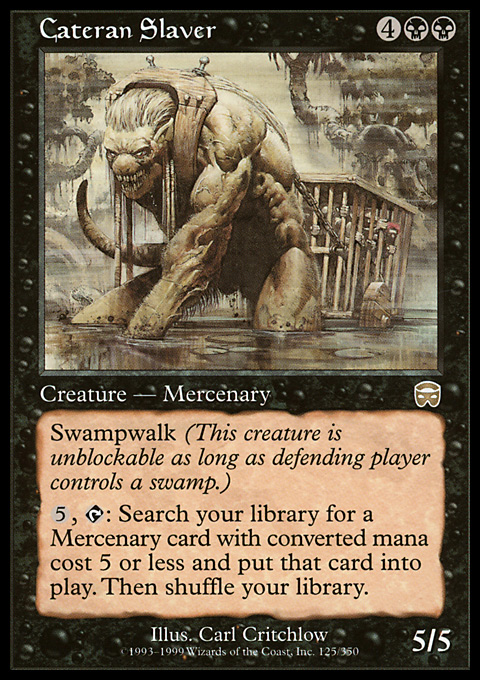 Cateran Slaver 4
Creature — Mercenary
Swampwalk (This creature is
unblockable as long as defending player
controls a swamp.)
5, : Search your library for a
Mercenary card with converted mana
cost 5 or less and put that card into
play. Then shuffle your library.
Illus. Carl Critchlow
©1993–1999 Wizards of the Coast, Inc. 125/350
5/5